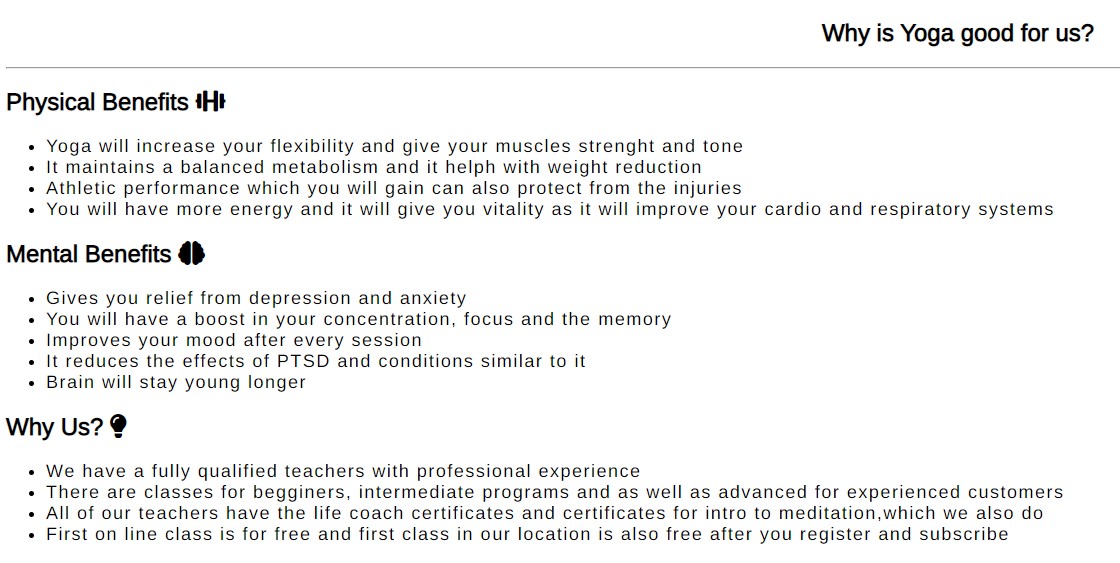 Why is Yoga good for us?
Physical Benefits
Yoga will increase your flexibility and give your muscles strenght and tone
It maintains a balanced metabolism and it helph with weight reduction
Athletic performance which you will gain can also protect from the injuries
You will have more energy and it will give you vitality as it will improve your cardio and respiratory systems
Mental Benefits
Gives you relief from depression and anxiety
You will have a boost in your concentration, focus and the memory
Improves your mood after every session
It reduces the effects of PTSD and conditions similar to it
Brain will stay young longer
Why Us?
We have a fully qualified teachers with professional experience
There are classes for begginers, intermediate programs and as well as advanced for experienced customers
All of our teachers have the life coach certificates and certificates for intro to meditation,which we also do
First on line class is for free and first class in our location is also free after you register and subscribe